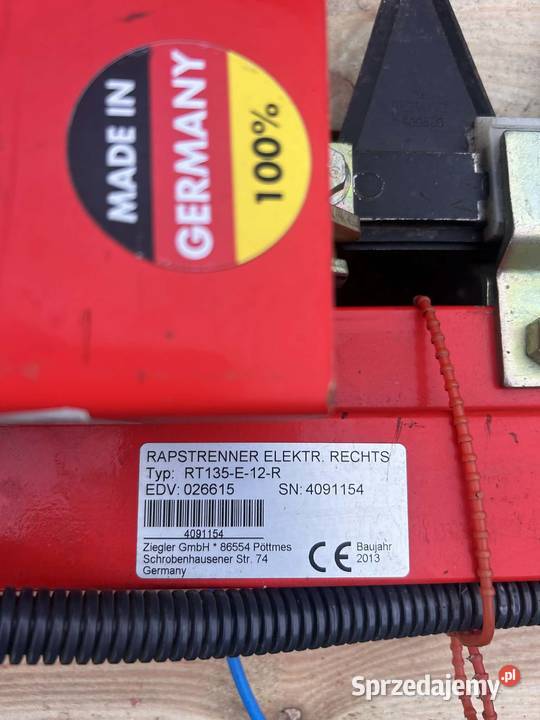 MADE IN
GERMANY
100%
RAPSTRENNER ELEKTR. RECHTS
Typ: RT135-E-12-R
EDV: 026615 SN: 4091154
4091154
Ziegler GmbH * 86554 Pöttmes
Schrobenhausener Str. 74
Germany
CE
Baujahr
2013
Sprzedajemy.pl